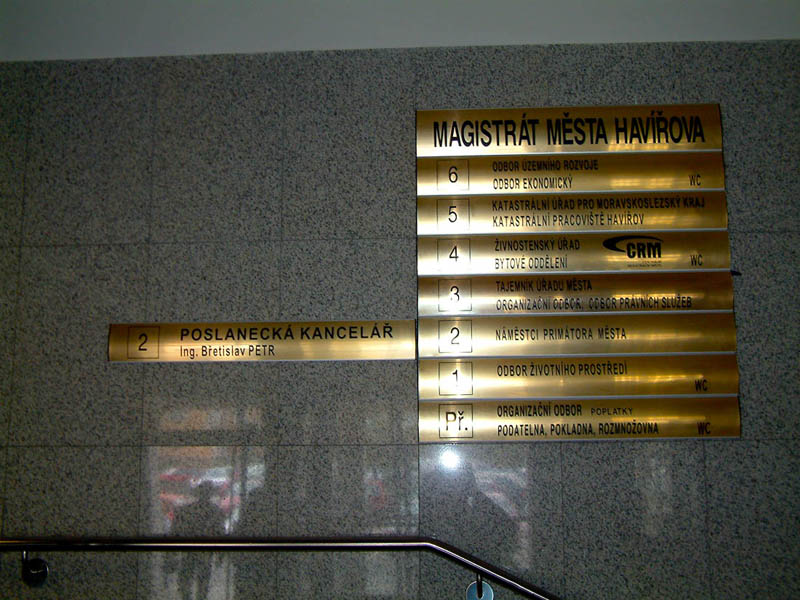 MAGISTRÁT MĚSTA HAVÍŘOVA
6 ODBOR ÚZEMNÍHO ROZVOJE
ODBOR EKONOMICKÝ WC
5 KATASTRÁLNÍ ÚŘAD PRO MORAVSKOSLEZSKÝ KRAJ
KATASTRÁLNÍ PRACOVIŠTĚ HAVÍŘOV
4 ŽIVNOSTENSKÝ ÚŘAD CRM
BYTOVÉ ODDĚLENÍ WC
3 TAJEMNÍK ÚŘADU MĚSTA
ORGANIZAČNÍ ODBOR, ODBOR PRÁVNÍCH SLUŽEB
2 POSLANECKÁ KANCELÁŘ
Ing. Břetislav PETR
2 NÁMĚSTCI PRIMÁTORA MĚSTA
1 ODBOR ŽIVOTNÍHO PROSTŘEDÍ
WC
Př. ORGANIZAČNÍ ODBOR POPLATKY
PODATELNA, POKLADNA, ROZMNOŽOVNA WC